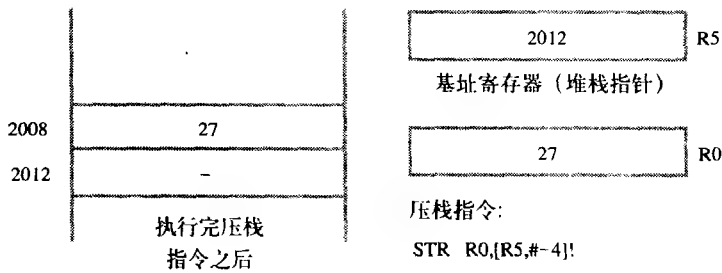 2012 R5
基址寄存器（堆栈指针）
2008 27
27 R0
2012 -
压栈指令:
执行完压栈
指令之后
STR R0,[R5,#-4]!